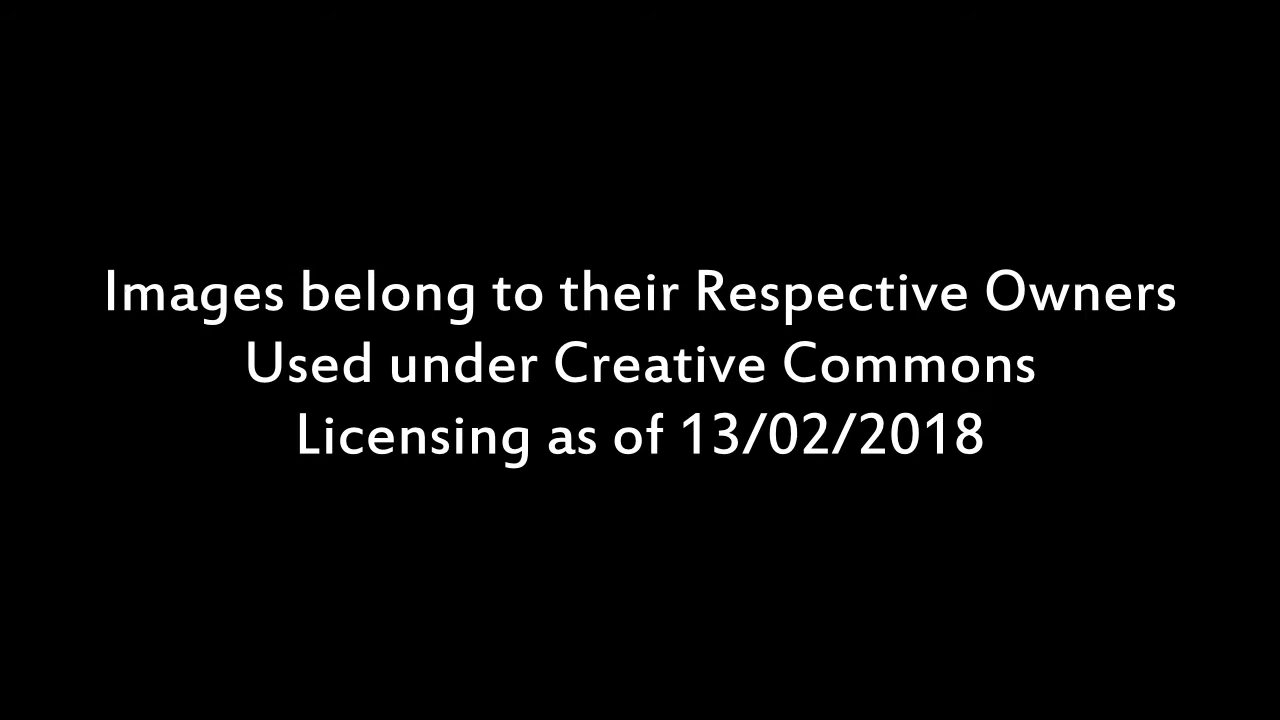 Images belong to their Respective Owners
Used under Creative Commons
Licensing as of 13/02/2018